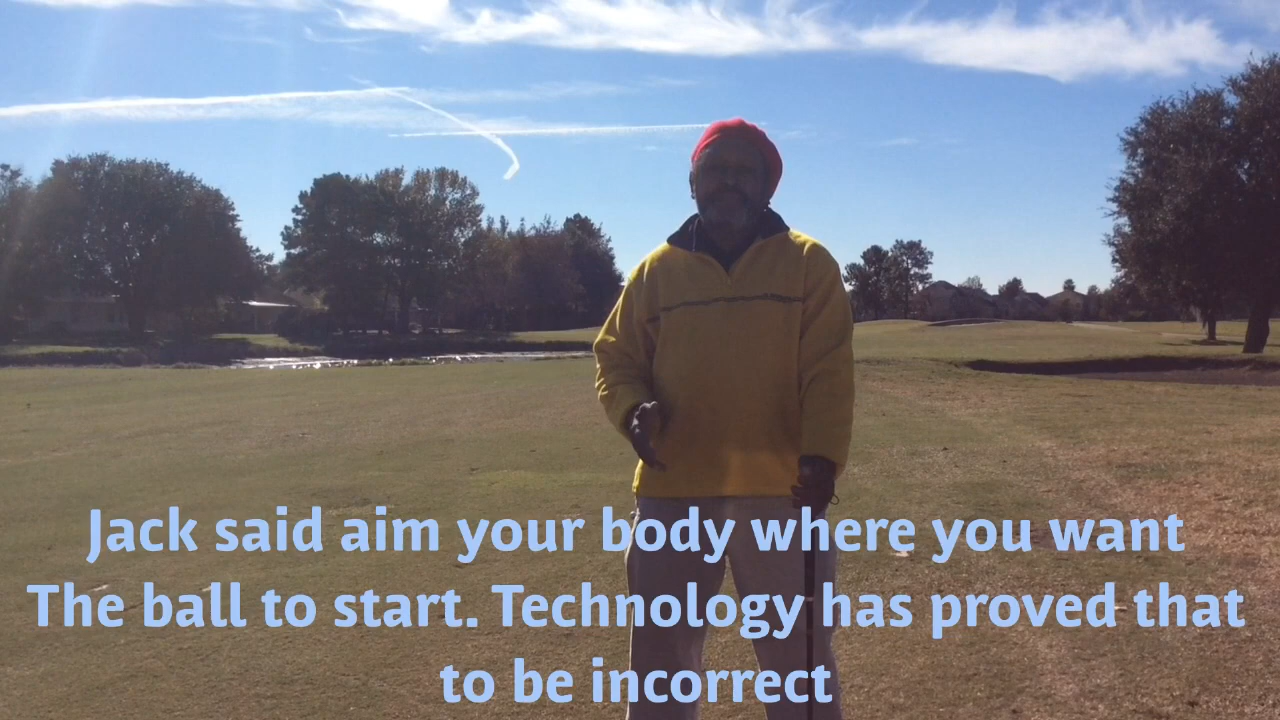 Jack said aim your body where you want
The ball to start. Technology has proved that
to be incorrect